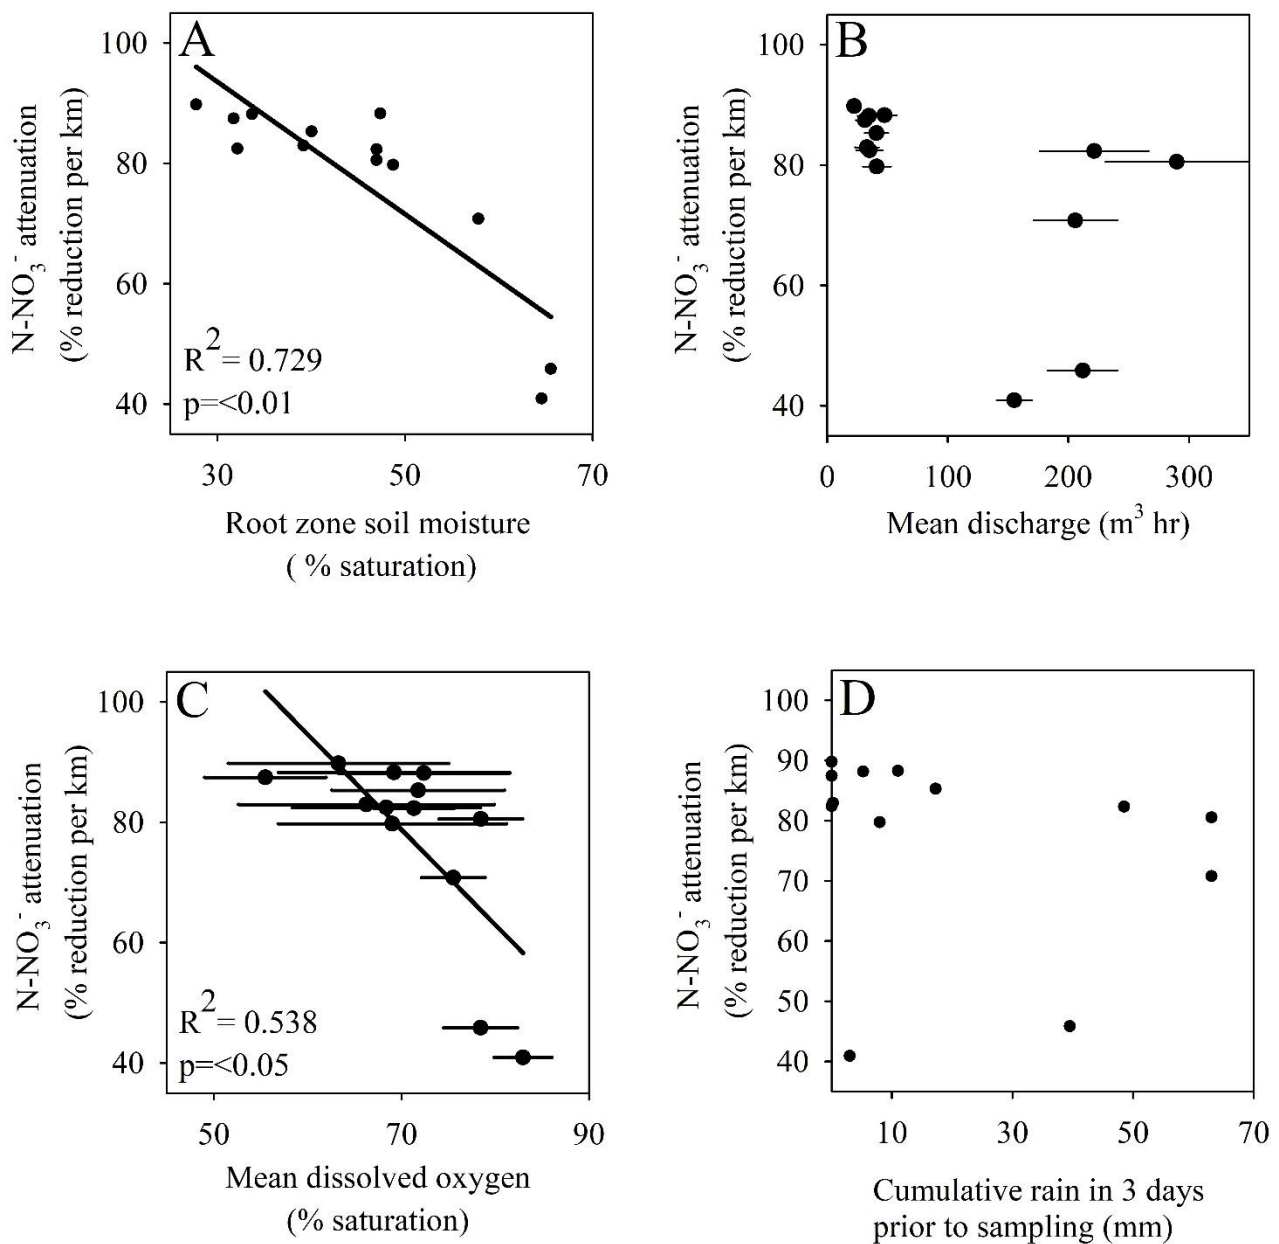 A
100
80
60
40
N-NO₃⁻ attenuation
(% reduction per km)
R² = 0.729
p=<0.01
30 50 70
Root zone soil moisture
( % saturation)
B
100
80
60
40
N-NO₃⁻ attenuation
(% reduction per km)
0 100 200 300
Mean discharge (m³ hr)
C
100
80
60
40
N-NO₃⁻ attenuation
(% reduction per km)
R² = 0.538
p=<0.05
50 70 90
Mean dissolved oxygen
(% saturation)
D
100
90
80
70
60
50
40
N-NO₃⁻ attenuation
(% reduction per km)
10 30 50 70
Cumulative rain in 3 days
prior to sampling (mm)